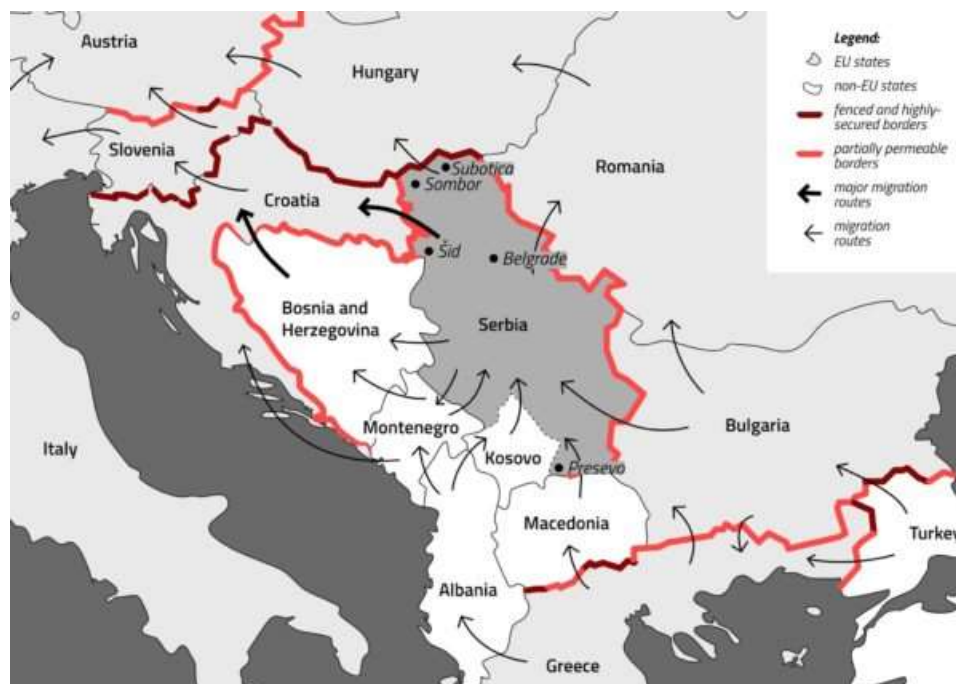 Austria
Hungary
Slovenia
Croatia
Romania
Subotica
Sombor
Šid
Belgrade
Bosnia and
Herzegovina
Serbia
Montenegro
Kosovo
Presevo
Bulgaria
Italy
Macedonia
Turkey
Albania
Greece
Legend:
EU states
non-EU states
fenced and highly-
secured borders
partially permeable
borders
major migration
routes
migration
routes